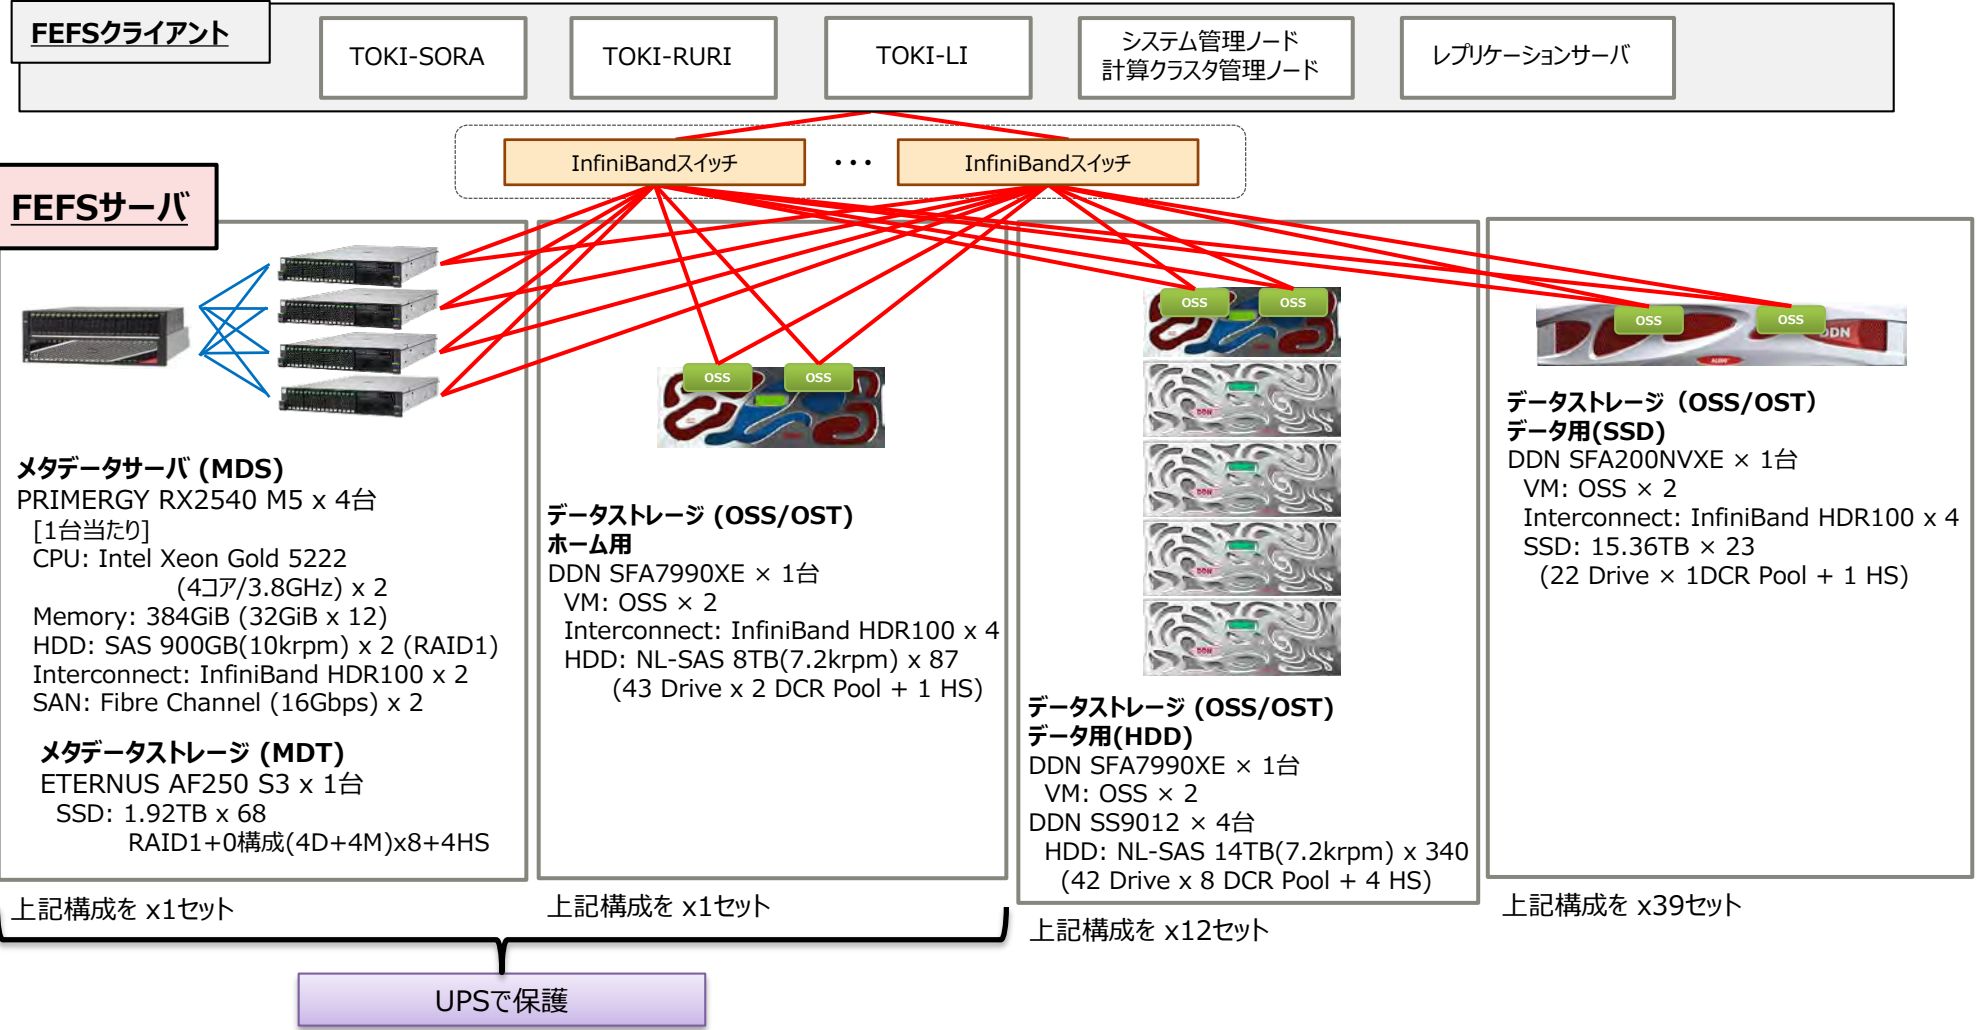 FEFSクライアント
TOKI-SORA
TOKI-RURI
TOKI-LI
システム管理ノード
計算クラスタ管理ノード
レプリケーションサーバ
InfiniBandスイッチ
・・・
InfiniBandスイッチ
FEFSサーバ
メタデータサーバ (MDS)
PRIMERGY RX2540 M5 x 4台
[1台当たり]
CPU: Intel Xeon Gold 5222
(4コア/3.8GHz) x 2
Memory: 384GiB (32GiB x 12)
HDD: SAS 900GB(10krpm) x 2 (RAID1)
Interconnect: InfiniBand HDR100 x 2
SAN: Fibre Channel (16Gbps) x 2
メタデータストレージ (MDT)
ETERNUS AF250 S3 x 1台
SSD: 1.92TB x 68
RAID1+0構成(4D+4M)x8+4HS
上記構成を x1セット
OSS
OSS
データストレージ (OSS/OST)
ホーム用
DDN SFA7990XE × 1台
VM: OSS × 2
Interconnect: InfiniBand HDR100 x 4
HDD: NL-SAS 8TB(7.2krpm) x 87
(43 Drive x 2 DCR Pool + 1 HS)
上記構成を x1セット
UPSで保護
OSS
OSS
DDN
DDN
DDN
DDN
データストレージ (OSS/OST)
データ用(HDD)
DDN SFA7990XE × 1台
VM: OSS × 2
DDN SS9012 × 4台
HDD: NL-SAS 14TB(7.2krpm) x 340
(42 Drive x 8 DCR Pool + 4 HS)
上記構成を x12セット
OSS
OSS
DDN
データストレージ（OSS/OST）
データ用(SSD)
DDN SFA200NVXE × 1台
VM: OSS × 2
Interconnect: InfiniBand HDR100 x 4
SSD: 15.36TB × 23
(22 Drive × 1DCR Pool + 1 HS)
上記構成を x39セット